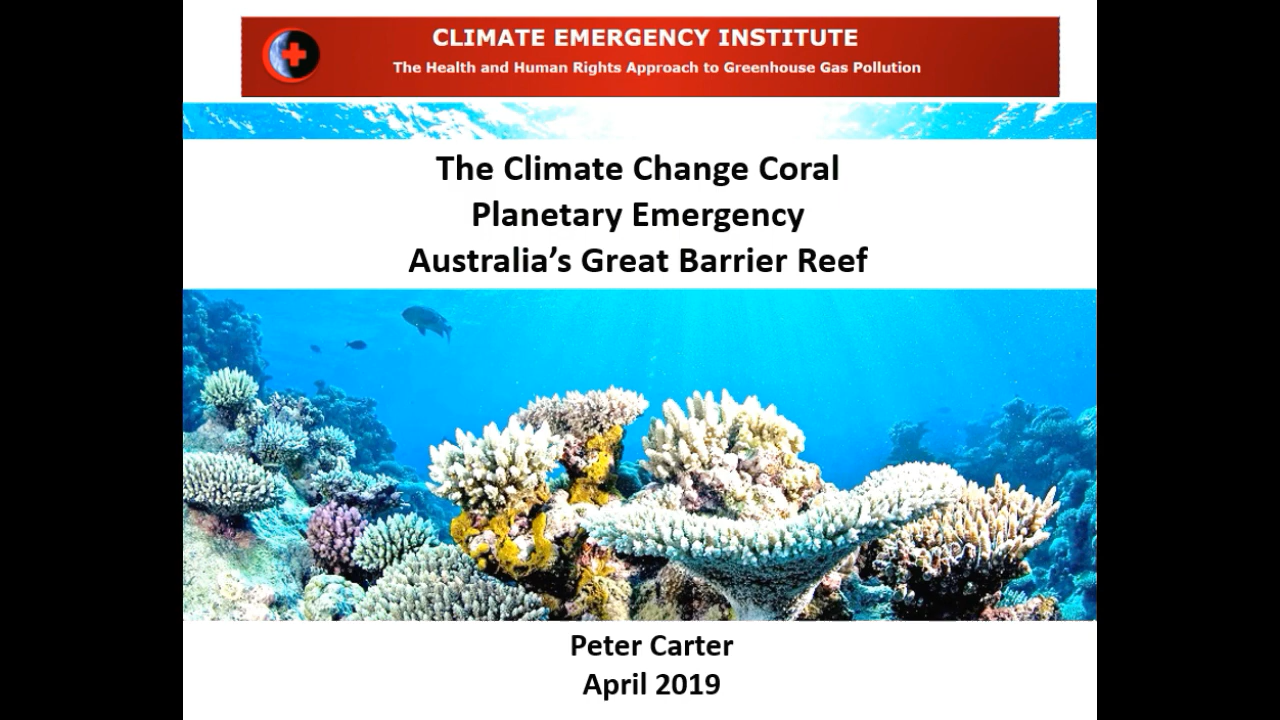 CLIMATE EMERGENCY INSTITUTE
The Health and Human Rights Approach to Greenhouse Gas Pollution
The Climate Change Coral
Planetary Emergency
Australia’s Great Barrier Reef
Peter Carter
April 2019